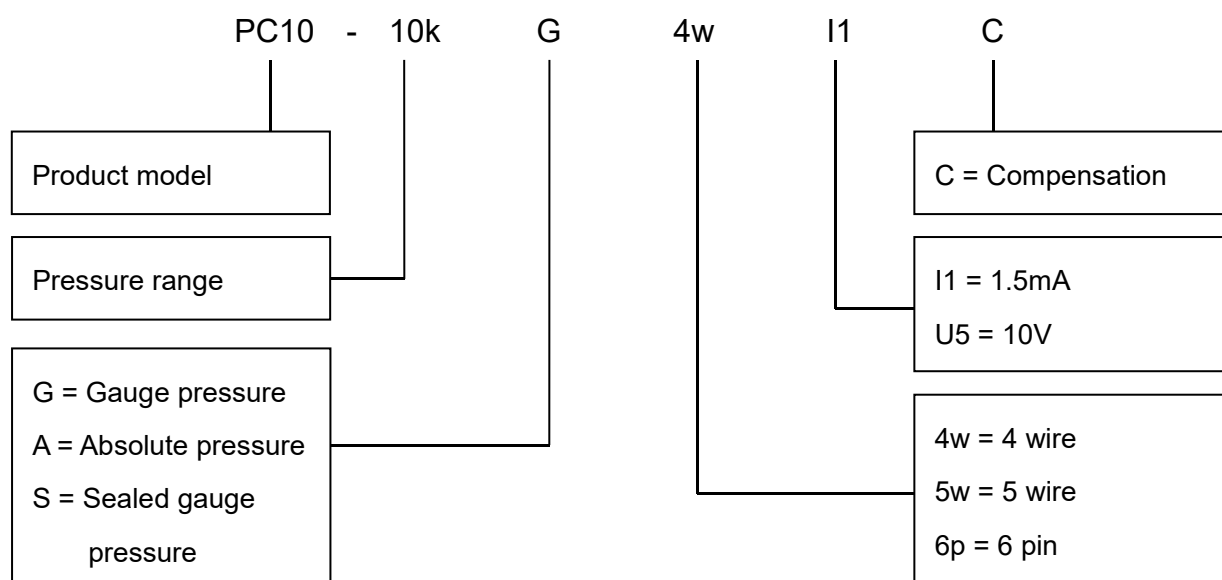 PC10 - 10k G 4w I1 C
Product model
Pressure range
G = Gauge pressure
A = Absolute pressure
S = Sealed gauge
pressure
C = Compensation
I1 = 1.5mA
U5 = 10V
4w = 4 wire
5w = 5 wire
6p = 6 pin